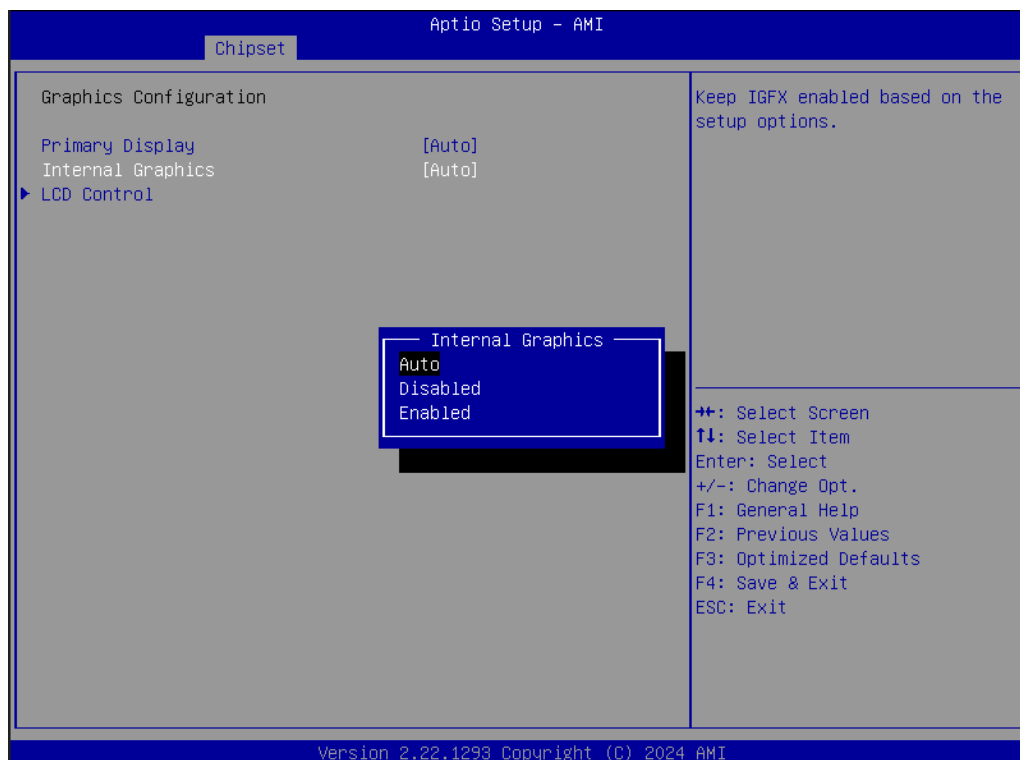 Aptio Setup – AMI
Chipset
Graphics Configuration
Primary Display [Auto]
Internal Graphics [Auto]
LCD Control
Keep IGFX enabled based on the
setup options.
Internal Graphics
Auto
Disabled
Enabled
→←: Select Screen
↑↓: Select Item
Enter: Select
+/-: Change Opt.
F1: General Help
F2: Previous Values
F3: Optimized Defaults
F4: Save & Exit
ESC: Exit
Version 2.22.1293 Copyright (C) 2024 AMI